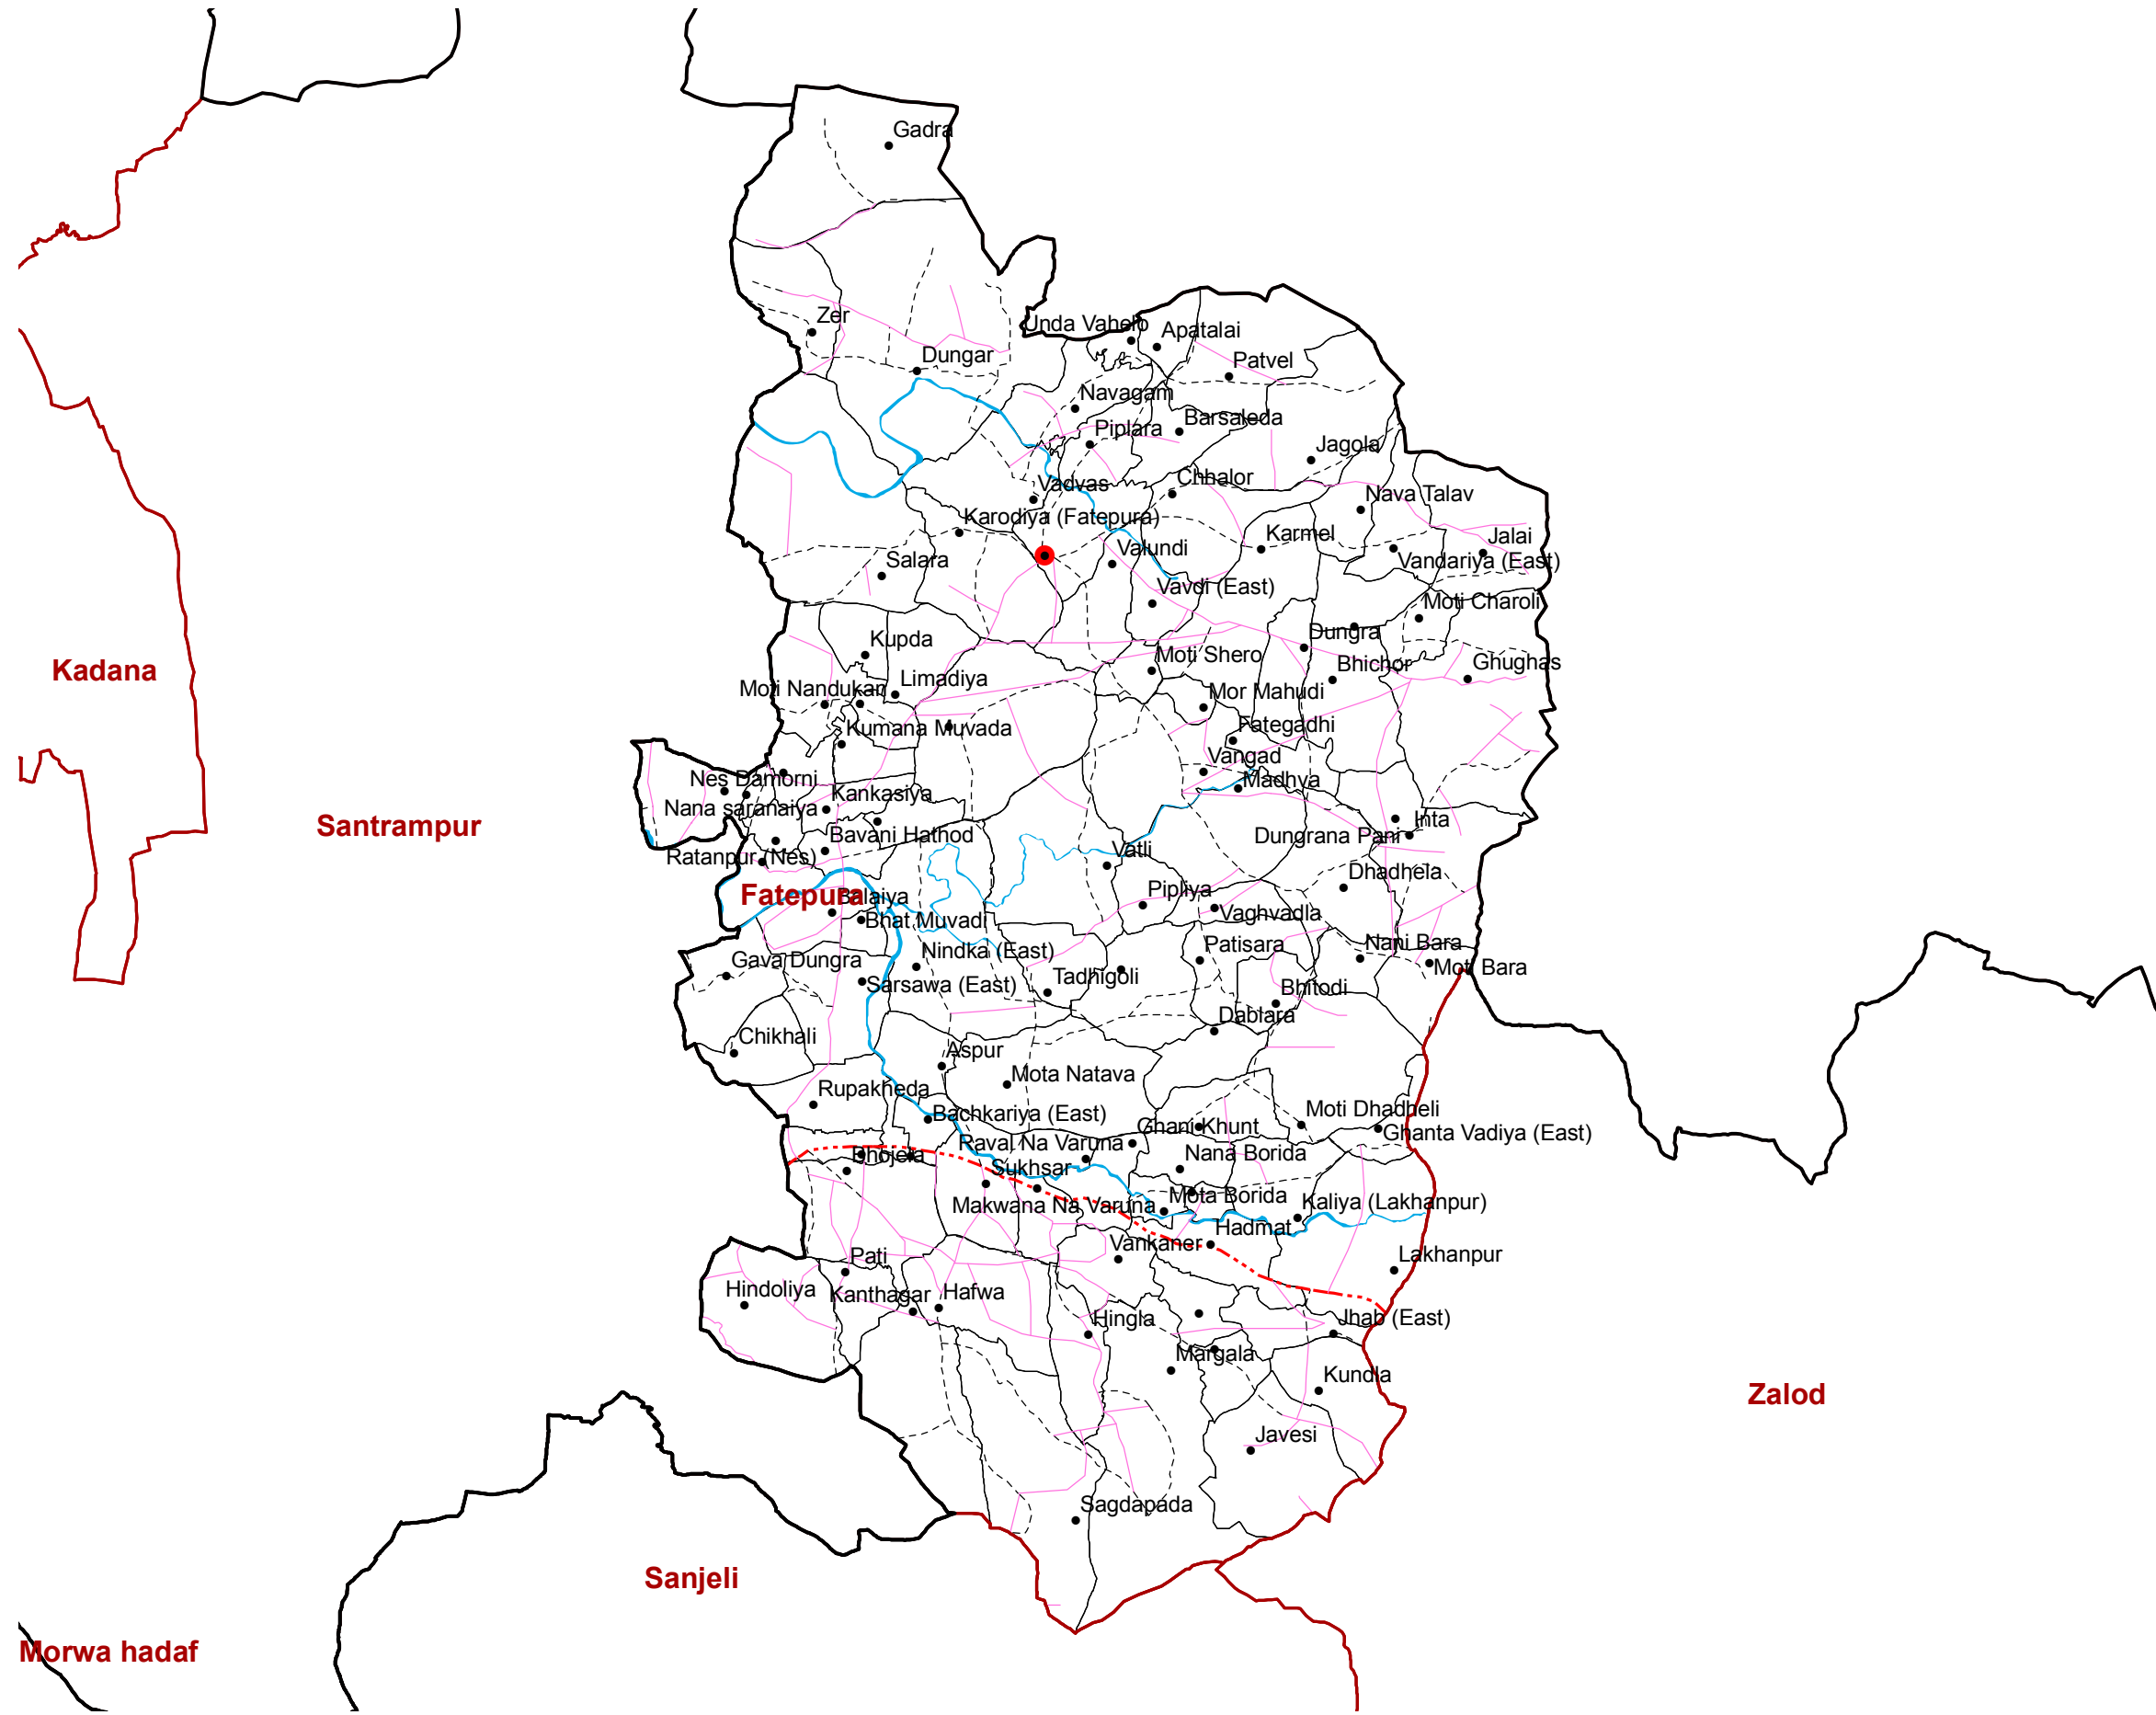 Gadra
Zer
Unda Vahelo
Apatalai
Dungar
Patvel
Navagam
Barsaleda
Piplara
Jagola
Chhalor
Vadvas
Nava Talav
Karodiya (Fatepura)
Karmel
Jalai
Valundi
Salara
Vandariya (East)
Vavdi (East)
Moti Charoli
Dungra
Kupda
Moti Shero
Bhichor
Ghughas
Kadana
Limadiya
Moti Nandukan
Mor Mahudi
Fategadhi
Kumana Muvada
Vangad
Nes Damorni
Madhva
Kankasiya
Nana saranaiya
Inta
Santrampur
Bavani Hathod
Dungrana Pani
Vatli
Ratanpur (Nes)
Dhadhela
Pipliya
Fatepura
Balaiya
Vaghvadla
Bhat Muvadi
Nani Bara
Patisara
Nindka (East)
Gava Dungra
Moti Bara
Tadhigoli
Sarsawa (East)
Bhitodi
Dablara
Chikhali
Aspur
Mota Natava
Rupakheda
Moti Dhadheli
Bachkariya (East)
Ghani Khunt
Ghanta Vadiya (East)
Raval Na Varuna
Nana Borida
Bhojela
Sukhsar
Mota Borida
Kaliya (Lakhanpur)
Makwana Na Varuna
Hadmat
Vankaner
Lakhanpur
Pati
Hindoliya
Kanthagar
Hafwa
Hingla
Jhab (East)
Margala
Kundla
Zalod
Javesi
Sagdapada
Sanjeli
Morwa hadaf